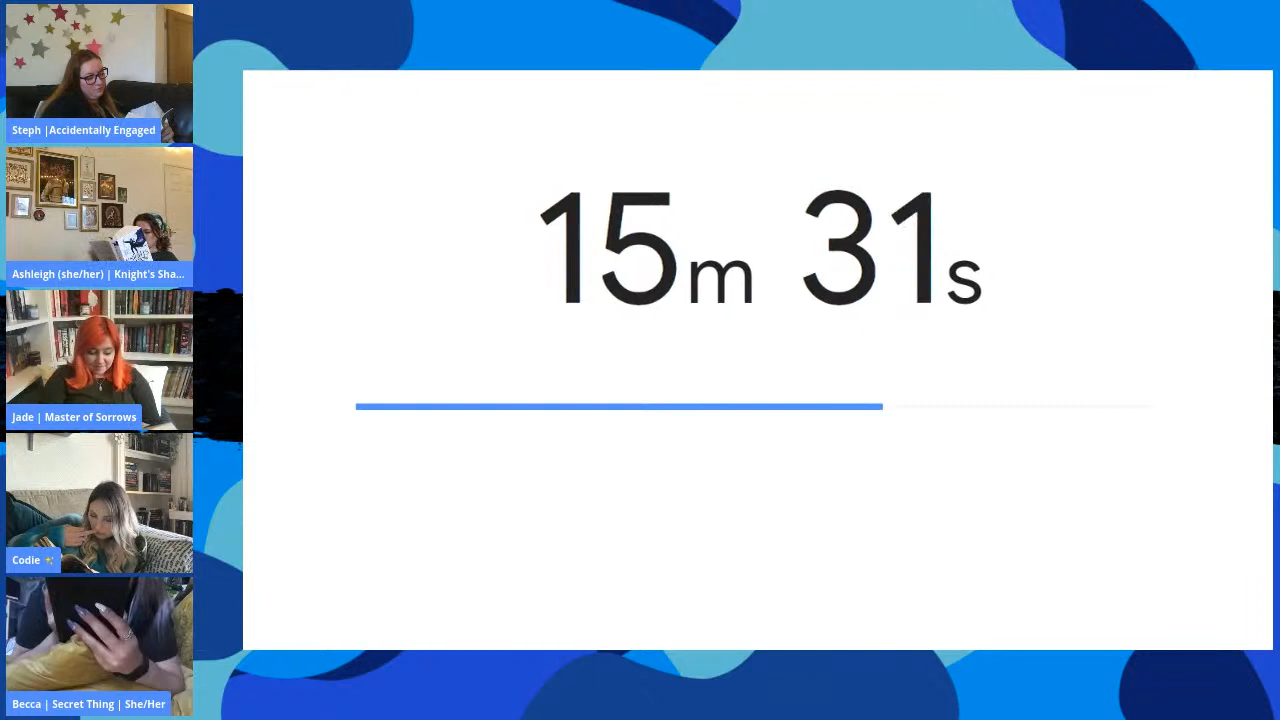 Steph |Accidentally Engaged
15m 31s
Ashleigh (she/her) | Knight's Sha...
Jade | Master of Sorrows
Codie ✨
Becca | Secret Thing | She/Her